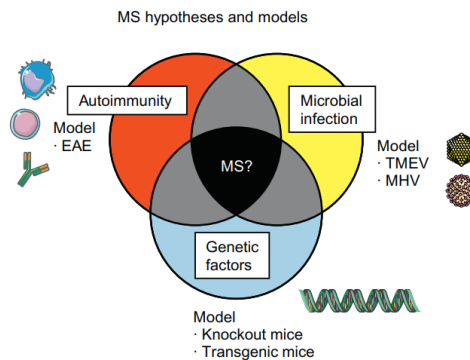 MS hypotheses and models
Autoimmunity
Microbial
infection
Model
· EAE
MS?
Model
· TMEV
· MHV
Genetic
factors
Model
· Knockout mice
· Transgenic mice